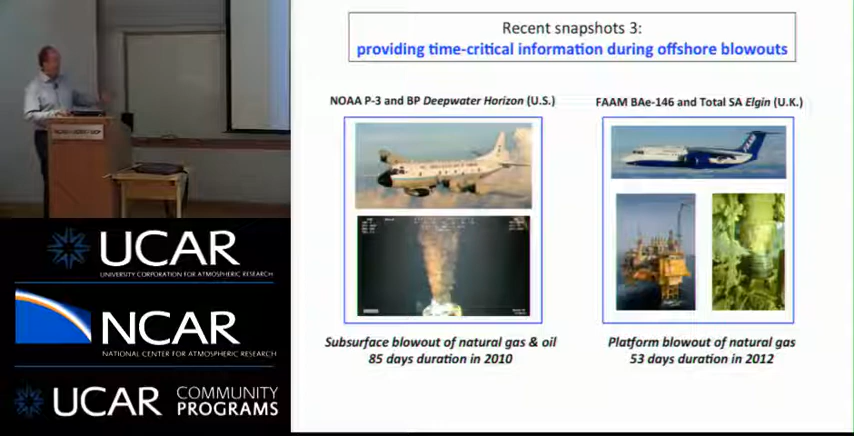 Recent snapshots 3:
providing time-critical information during offshore blowouts
NOAA P-3 and BP Deepwater Horizon (U.S.)
FAAM BAe-146 and Total SA Elgin (U.K.)
FAAM
Subsurface blowout of natural gas & oil
85 days duration in 2010
Platform blowout of natural gas
53 days duration in 2012
UCAR
UNIVERSITY CORPORATION FOR ATMOSPHERIC RESEARCH
NCAR
NATIONAL CENTER FOR ATMOSPHERIC RESEARCH
UCAR COMMUNITY
PROGRAMS